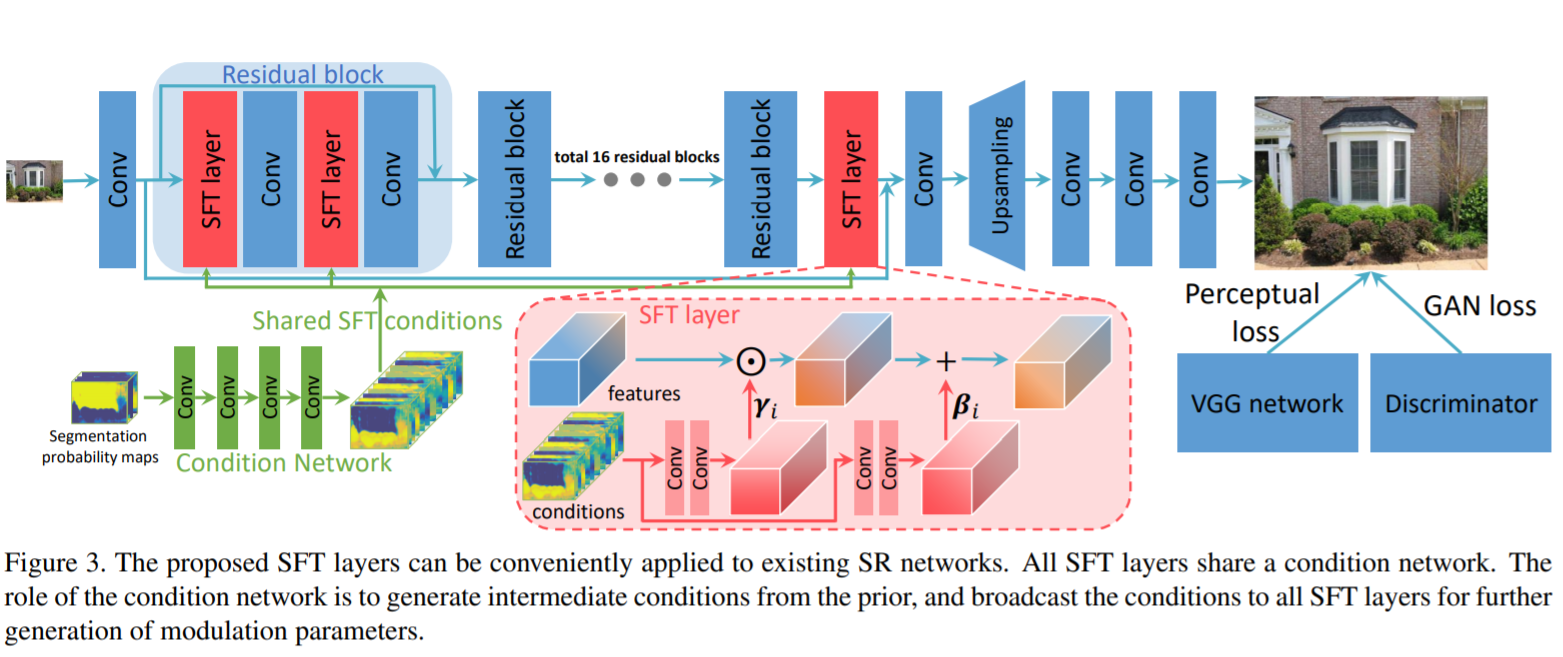 Residual block
Conv
SFT layer
Conv
SFT layer
Conv
Residual block
total 16 residual blocks
Residual block
SFT layer
Conv
Upsampling
Conv
Conv
Conv
Shared SFT conditions
Segmentation
probability maps
Conv
Conv
Conv
Conv
Condition Network
SFT layer
features
γi
βi
Conv
Conv
Conv
Conv
conditions
Perceptual
loss
GAN loss
VGG network
Discriminator
Figure 3. The proposed SFT layers can be conveniently applied to existing SR networks. All SFT layers share a condition network. The
role of the condition network is to generate intermediate conditions from the prior, and broadcast the conditions to all SFT layers for further
generation of modulation parameters.